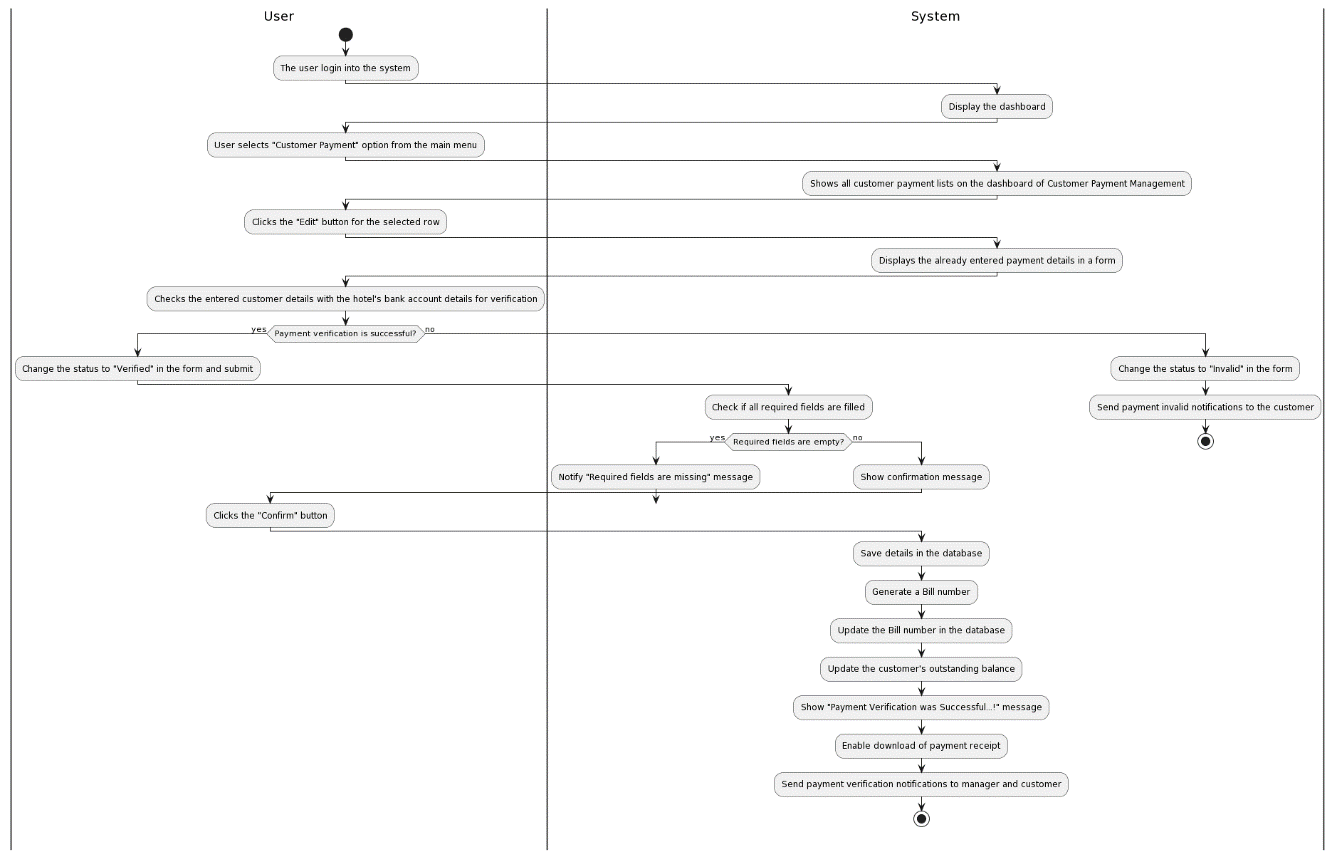 User
System
The user login into the system
Display the dashboard
User selects "Customer Payment" option from the main menu
Shows all customer payment lists on the dashboard of Customer Payment Management
Clicks the "Edit" button for the selected row
Displays the already entered payment details in a form
Checks the entered customer details with the hotel's bank account details for verification
yes
Payment verification is successful?
no
Change the status to "Verified" in the form and submit
Change the status to "Invalid" in the form
Check if all required fields are filled
Send payment invalid notifications to the customer
yes
Required fields are empty?
no
Notify "Required fields are missing" message
Show confirmation message
Clicks the "Confirm" button
Save details in the database
Generate a Bill number
Update the Bill number in the database
Update the customer's outstanding balance
Show "Payment Verification was Successful...!" message
Enable download of payment receipt
Send payment verification notifications to manager and customer